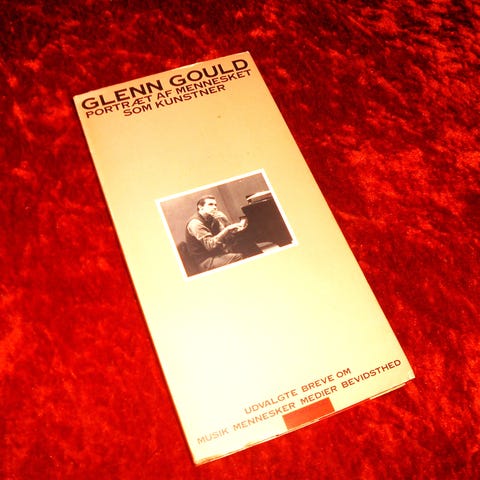 GLENN GOULD
PORTRÆT AF MENNESKET
SOM KUNSTNER
UDVALGTE BREVE OM
MUSIK MENNESKER MEDIER BEVIDSTHED